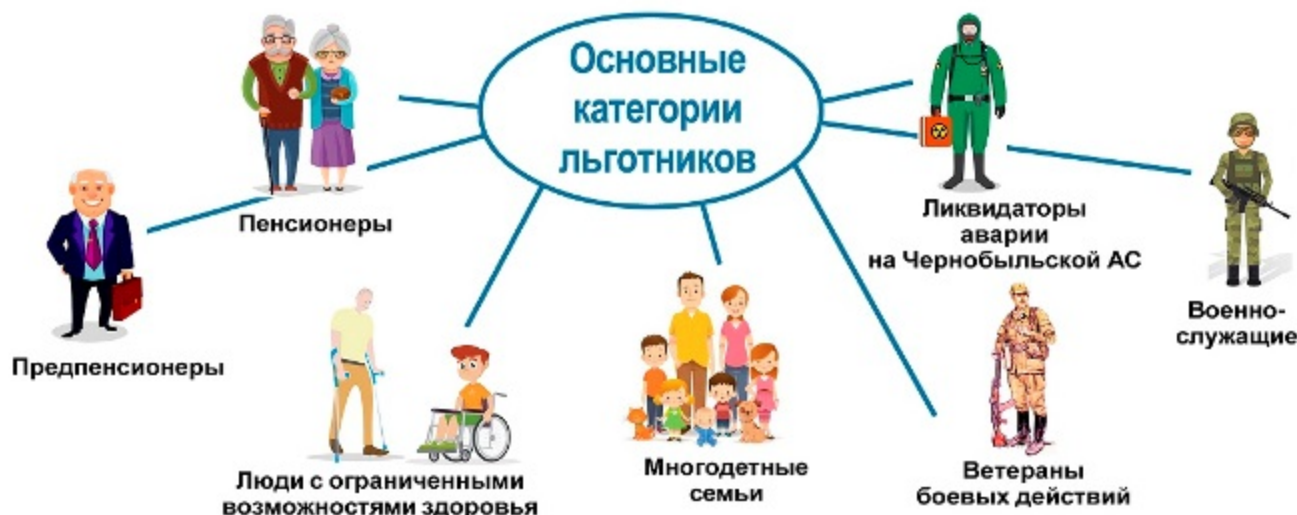 Основные
категории
льготников
Пенсионеры
Предпенсионеры
Люди с ограниченными
возможностями здоровья
Многодетные
семьи
Ветераны
боевых действий
Ликвидаторы
аварии
на Чернобыльской АС
Военно-
служащие